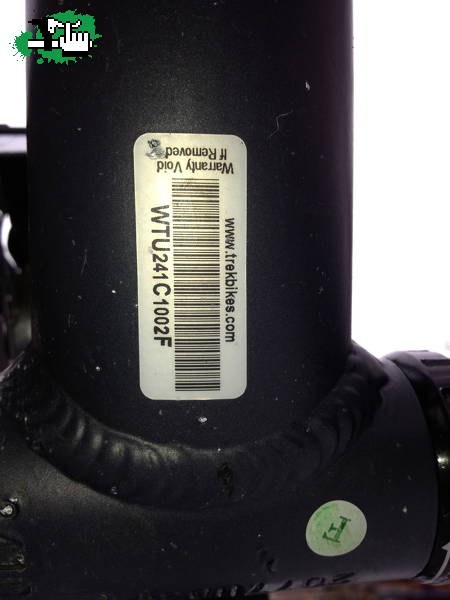 Warranty Void
If Removed
www.trekbikes.com
WTU241C1002F
H